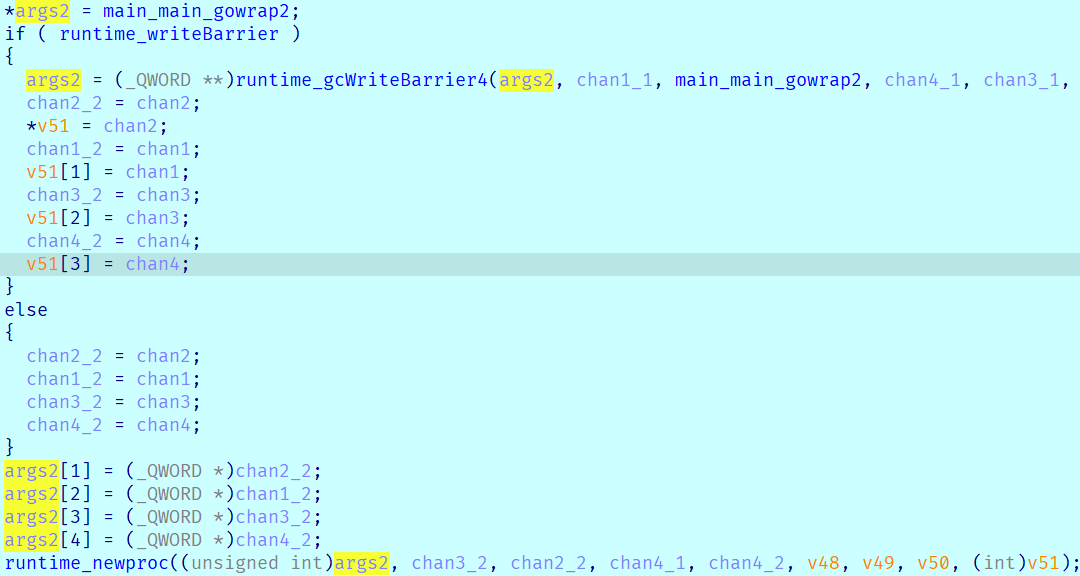 *args2 = main_main_gowrap2;
if ( runtime_writeBarrier )
{
  args2 = (_QWORD **)runtime_gcWriteBarrier4(args2, chan1_1, main_main_gowrap2, chan4_1, chan3_1,
  chan2_2 = chan2;
  *v51 = chan2;
  chan1_2 = chan1;
  v51[1] = chan1;
  chan3_2 = chan3;
  v51[2] = chan3;
  chan4_2 = chan4;
  v51[3] = chan4;
}
else
{
  chan2_2 = chan2;
  chan1_2 = chan1;
  chan3_2 = chan3;
  chan4_2 = chan4;
}
args2[1] = (_QWORD *)chan2_2;
args2[2] = (_QWORD *)chan1_2;
args2[3] = (_QWORD *)chan3_2;
args2[4] = (_QWORD *)chan4_2;
runtime_newproc((unsigned int)args2, chan3_2, chan2_2, chan4_1, chan4_2, v48, v49, v50, (int)v51);